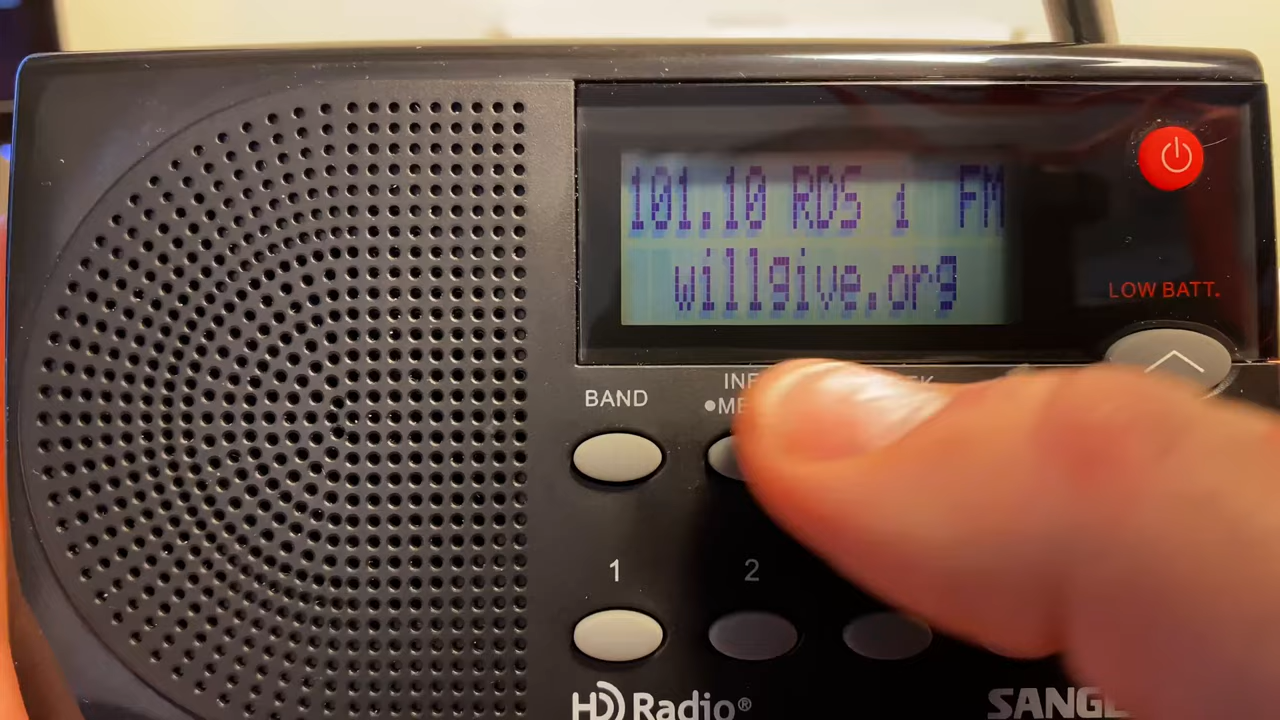 101.10 RDS i FM
willgive.org
LOW BATT.
BAND
1
2
HD Radio®